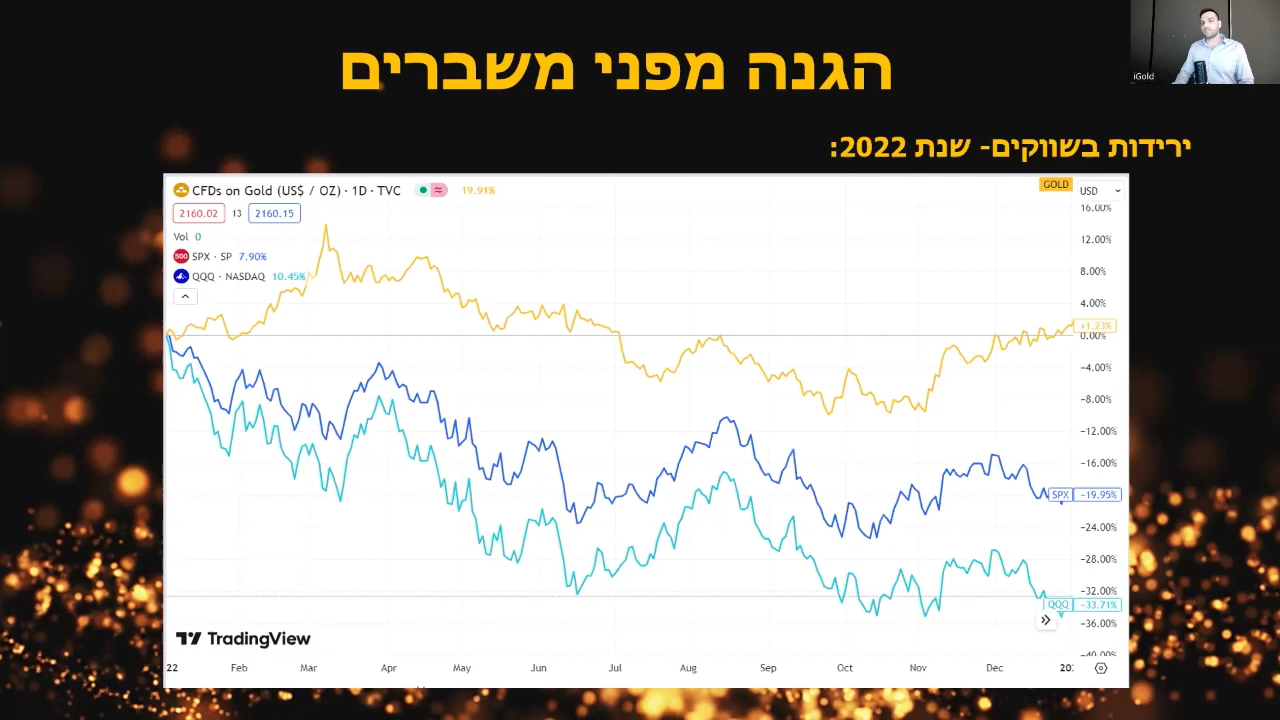 הגנה מפני משברים
iGold
ירידות בשווקים- שנת 2022:
CFDs on Gold (US$ / OZ) · 1D · TVC 19.91%
GOLD USD
2160.02 13 2160.15
Vol 0
SPX · SP 7.90%
QQQ · NASDAQ 10.45%
16.00%
12.00%
8.00%
4.00%
+1.23%
0.00%
−4.00%
−8.00%
−12.00%
−16.00%
SPX −19.95%
−24.00%
−28.00%
−32.00%
QQQ −33.71%
−36.00%
−40.00%
TradingView
22 Feb Mar Apr May Jun Jul Aug Sep Oct Nov Dec